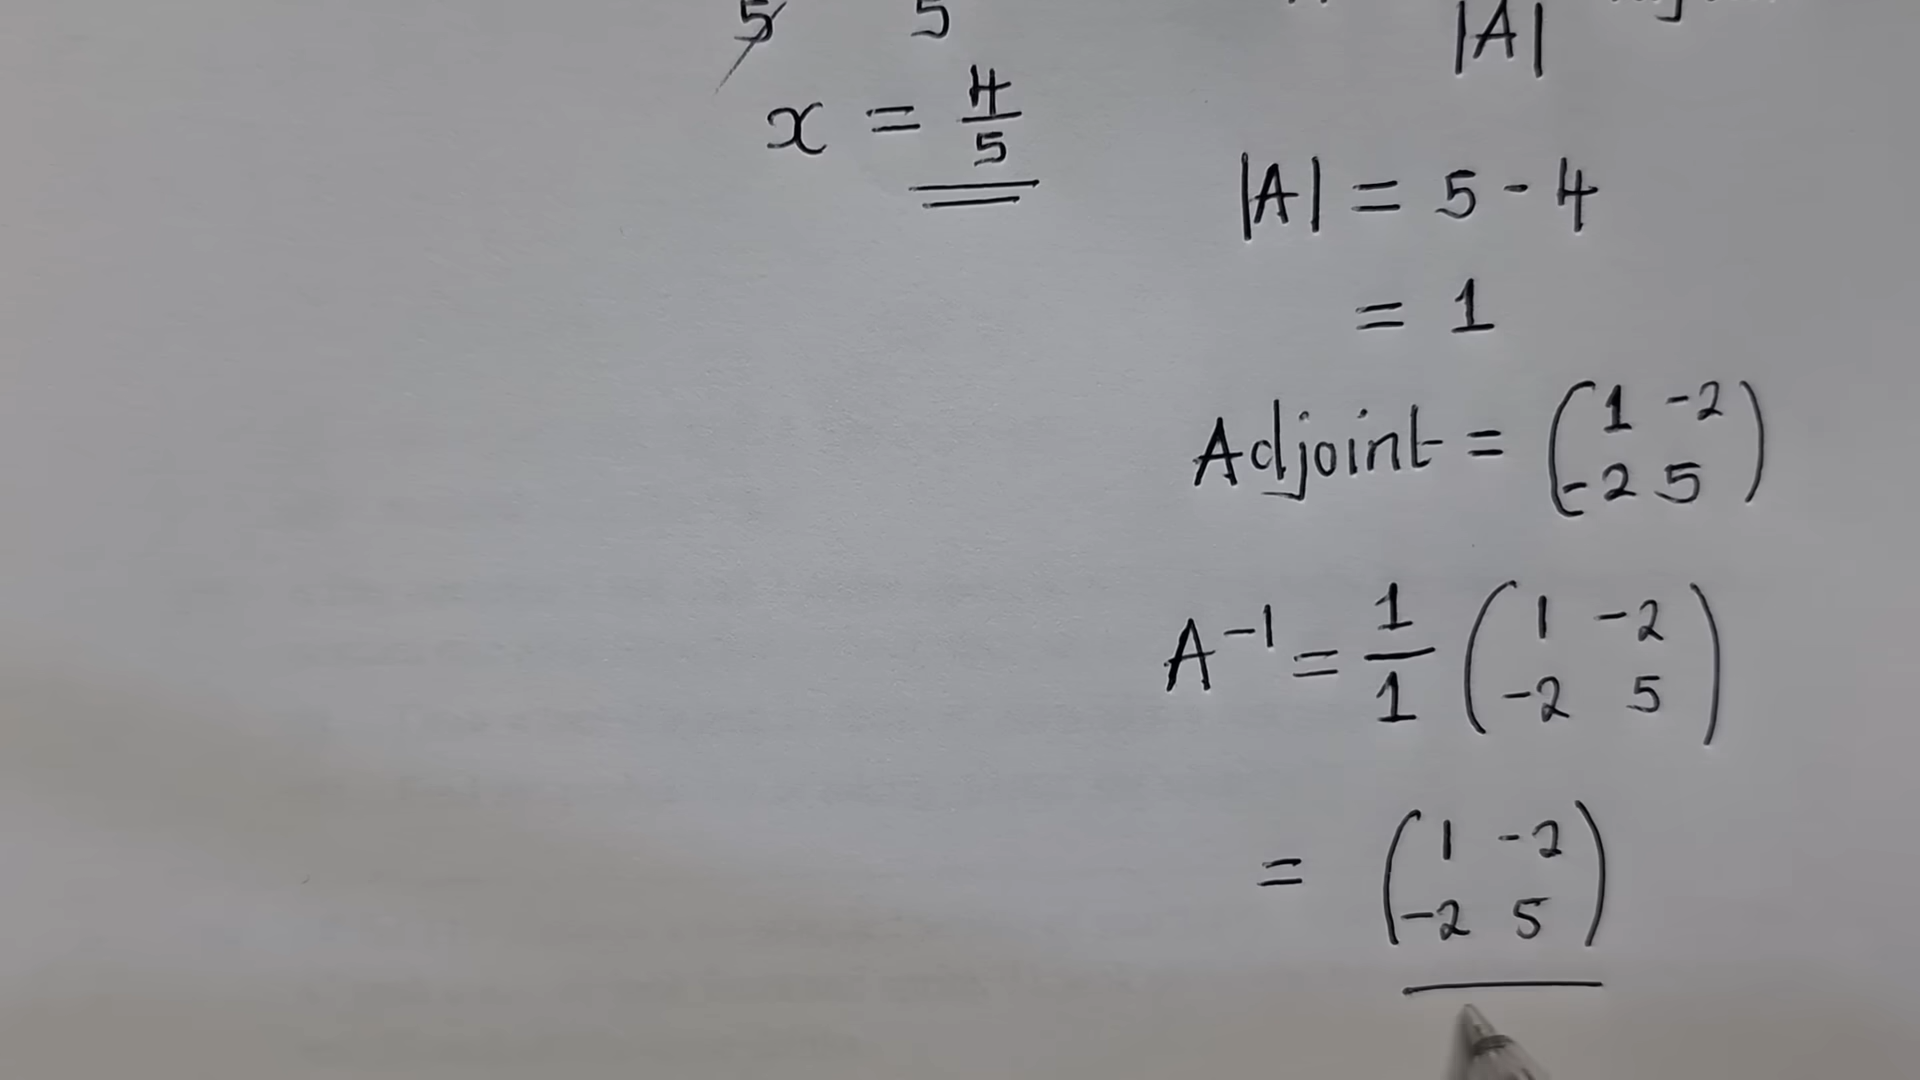 5 5
x = 4/5
|A|
|A| = 5 - 4
= 1
Adjoint = ( 1 -2
-2 5 )
A⁻¹ = 1/1 ( 1 -2
-2 5 )
= ( 1 -2
-2 5 )